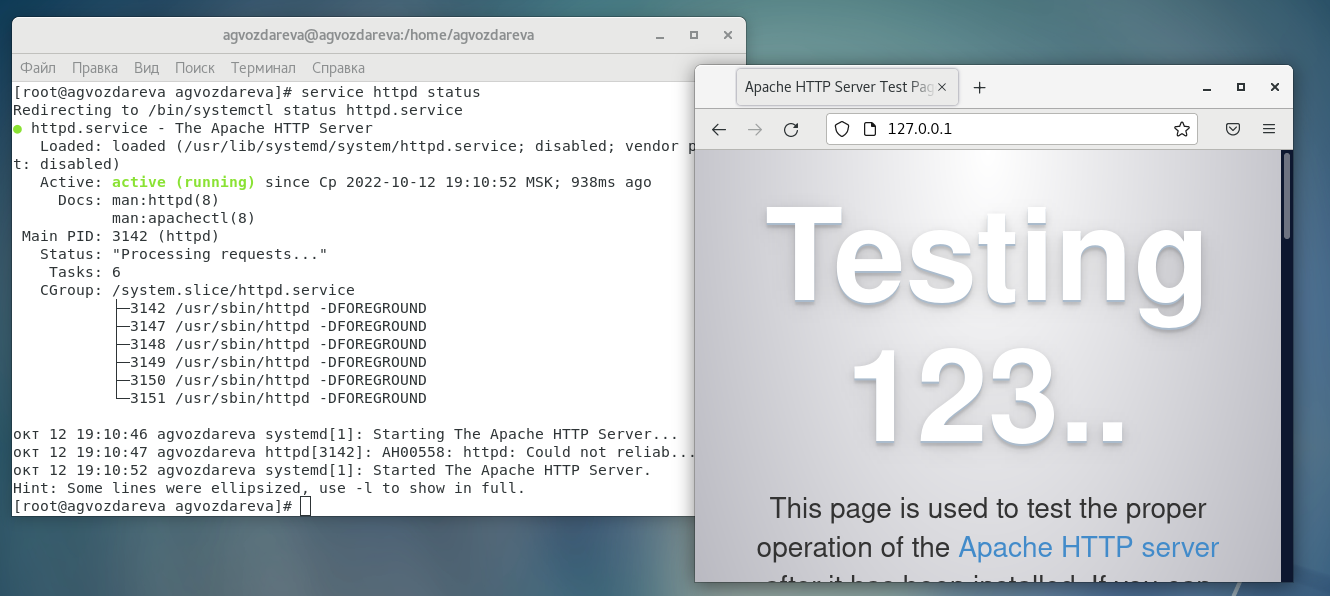 agvozdareva@agvozdareva:/home/agvozdareva
Файл Правка Вид Поиск Терминал Справка
[root@agvozdareva agvozdareva]# service httpd status
Redirecting to /bin/systemctl status httpd.service
● httpd.service - The Apache HTTP Server
   Loaded: loaded (/usr/lib/systemd/system/httpd.service; disabled; vendor p
t: disabled)
   Active: active (running) since Ср 2022-10-12 19:10:52 MSK; 938ms ago
     Docs: man:httpd(8)
           man:apachectl(8)
 Main PID: 3142 (httpd)
   Status: "Processing requests..."
    Tasks: 6
   CGroup: /system.slice/httpd.service
           ├─3142 /usr/sbin/httpd -DFOREGROUND
           ├─3147 /usr/sbin/httpd -DFOREGROUND
           ├─3148 /usr/sbin/httpd -DFOREGROUND
           ├─3149 /usr/sbin/httpd -DFOREGROUND
           ├─3150 /usr/sbin/httpd -DFOREGROUND
           └─3151 /usr/sbin/httpd -DFOREGROUND
окт 12 19:10:46 agvozdareva systemd[1]: Starting The Apache HTTP Server...
окт 12 19:10:47 agvozdareva httpd[3142]: AH00558: httpd: Could not reliab...
окт 12 19:10:52 agvozdareva systemd[1]: Started The Apache HTTP Server.
Hint: Some lines were ellipsized, use -l to show in full.
[root@agvozdareva agvozdareva]#
Apache HTTP Server Test Pag
127.0.0.1
Testing
123..
This page is used to test the proper
operation of the Apache HTTP server
after it has been installed. If you can